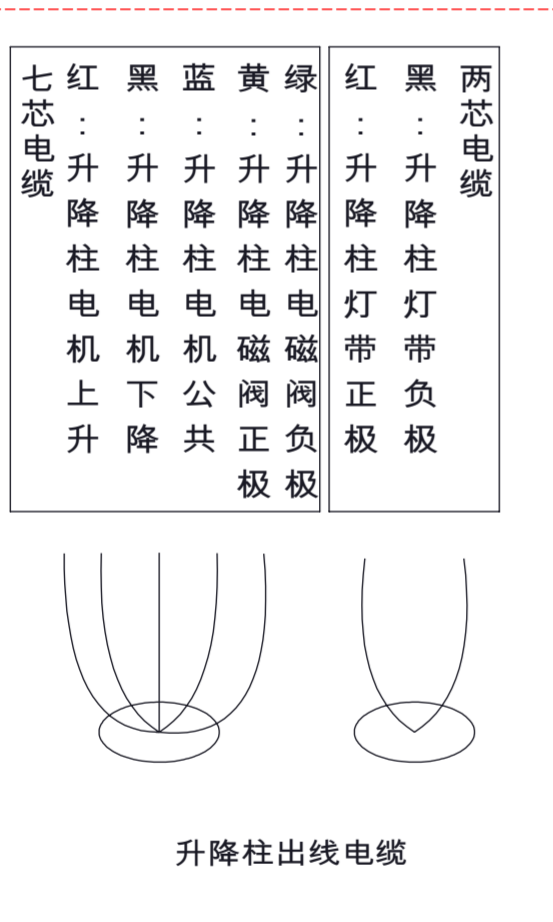 七芯电缆
红:升降柱电机上升
黑:升降柱电机下降
蓝:升降柱电机公共
黄:升降柱电磁阀正极
绿:升降柱电磁阀负极
红:升降柱灯带正极
黑:升降柱灯带负极
两芯电缆
升降柱出线电缆